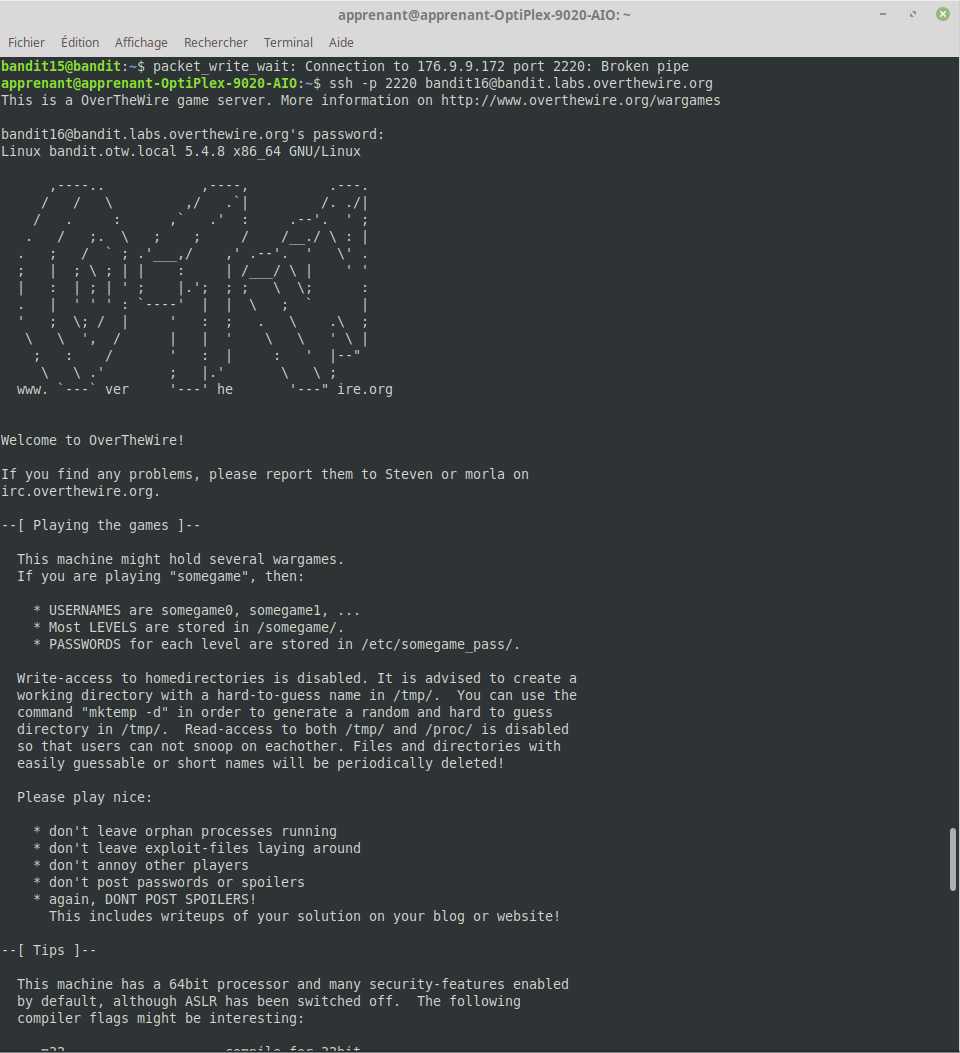 apprenant@apprenant-OptiPlex-9020-AIO: ~
Fichier Édition Affichage Rechercher Terminal Aide
bandit15@bandit:~$ packet_write_wait: Connection to 176.9.9.172 port 2220: Broken pipe
apprenant@apprenant-OptiPlex-9020-AIO:~$ ssh -p 2220 bandit16@bandit.labs.overthewire.org
This is a OverTheWire game server. More information on http://www.overthewire.org/wargames
bandit16@bandit.labs.overthewire.org's password:
Linux bandit.otw.local 5.4.8 x86_64 GNU/Linux
      ,----..            ,----,          .---.
     /   /   \         ,/   .`|         /. ./|
    /   .     :      ,`   .'  :     .--'.  ' ;
   .   /   ;.  \   ;    ;     /    /__./ \ : |
  .   ;   /  ` ; .'___,/    ,' .--'.  '   \' .
  ;   |  ; \ ; | |    :      | /___/ \ |    ' '
  |   :  | ; | ' ;    |.';  ; ;   \  \;      :
  .   |  ' ' ' : `----'  |  |  \   ;  `      |
  '   ;  \; /  |     '   :  ;   .   \    .\  ;
   \   \  ',  /      |   |  '    \   \   ' \ |
    ;   :    /       '   :  |     :   '  |--"
     \   \ .'        ;   |.'       \   \ ;
  www. `---` ver     '---' he       '---" ire.org
Welcome to OverTheWire!
If you find any problems, please report them to Steven or morla on
irc.overthewire.org.
--[ Playing the games ]--
  This machine might hold several wargames.
  If you are playing "somegame", then:
    * USERNAMES are somegame0, somegame1, ...
    * Most LEVELS are stored in /somegame/.
    * PASSWORDS for each level are stored in /etc/somegame_pass/.
  Write-access to homedirectories is disabled. It is advised to create a
  working directory with a hard-to-guess name in /tmp/.  You can use the
  command "mktemp -d" in order to generate a random and hard to guess
  directory in /tmp/.  Read-access to both /tmp/ and /proc/ is disabled
  so that users can not snoop on eachother. Files and directories with
  easily guessable or short names will be periodically deleted!
  Please play nice:
    * don't leave orphan processes running
    * don't leave exploit-files laying around
    * don't annoy other players
    * don't post passwords or spoilers
    * again, DONT POST SPOILERS!
      This includes writeups of your solution on your blog or website!
--[ Tips ]--
  This machine has a 64bit processor and many security-features enabled
  by default, although ASLR has been switched off.  The following
  compiler flags might be interesting: